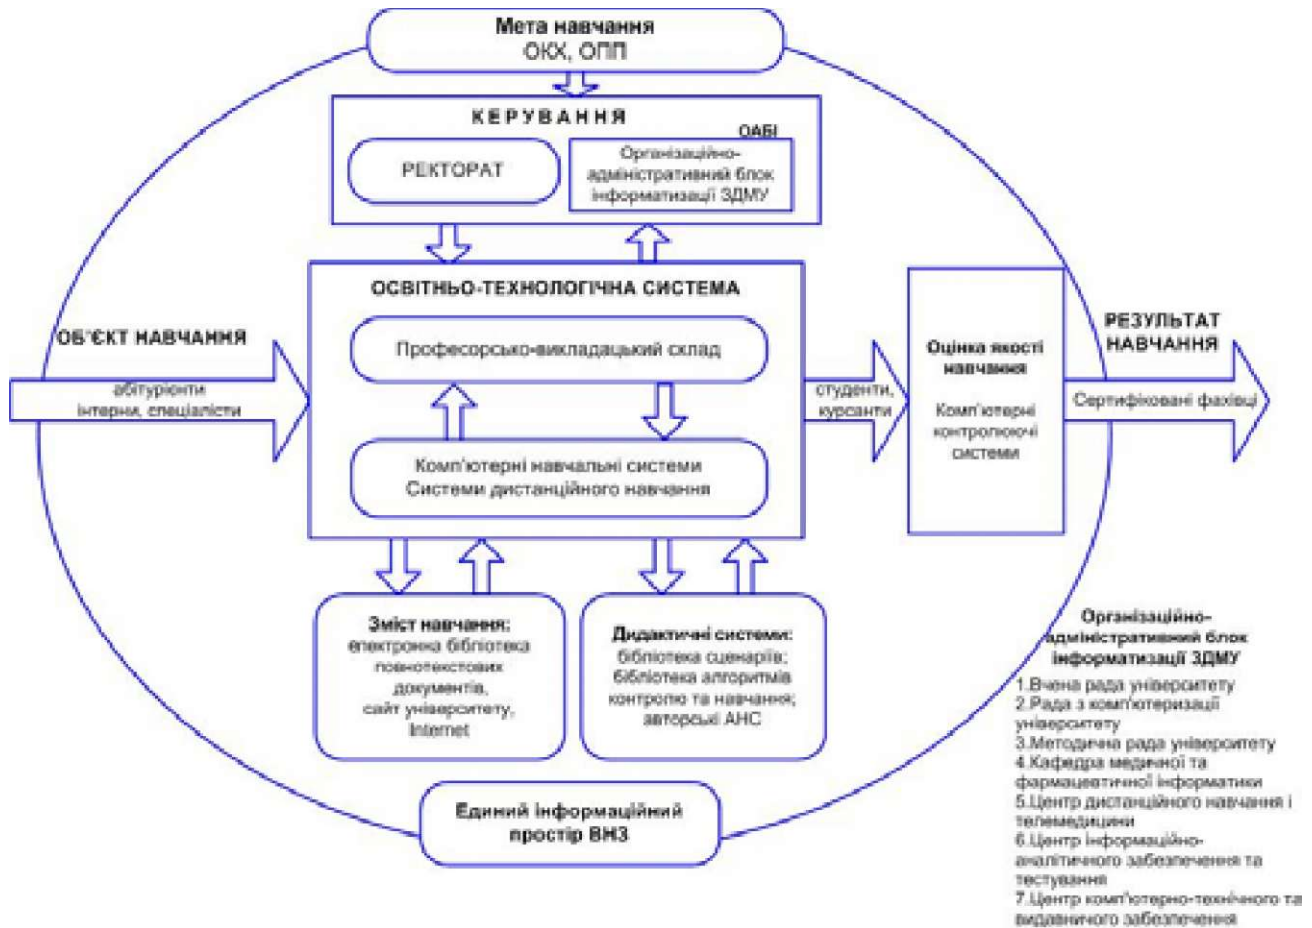 Мета навчання
ОКХ, ОПП
КЕРУВАННЯ
ОАБІ
РЕКТОРАТ
Організаційно-
адміністративний блок
інформатизації ЗДМУ
ОСВІТНЬО-ТЕХНОЛОГІЧНА СИСТЕМА
Професорсько-викладацький склад
Комп'ютерні навчальні системи
Системи дистанційного навчання
ОБ'ЄКТ НАВЧАННЯ
абітурієнти
інтерни, спеціалісти
студенти,
курсанти
Оцінка якості
навчання
Комп'ютерні
контролюючі
системи
РЕЗУЛЬТАТ
НАВЧАННЯ
Сертифіковані фахівці
Зміст навчання:
електронна бібліотека
повнотекстових
документів,
сайт університету,
Internet
Дидактичні системи:
бібліотека сценаріїв;
бібліотека алгоритмів
контролю та навчання;
авторські АНС
Єдиний інформаційний
простір ВНЗ
Організаційно-
адміністративний блок
інформатизації ЗДМУ
1.Вчена рада університету
2.Рада з комп'ютеризації
університету
3.Методична рада університету
4.Кафедра медичної та
фармацевтичної інформатики
5.Центр дистанційного навчання і
телемедицини
6.Центр інформаційно-
аналітичного забезпечення та
тестування
7.Центр комп'ютерно-технічного та
видавничого забезпечення